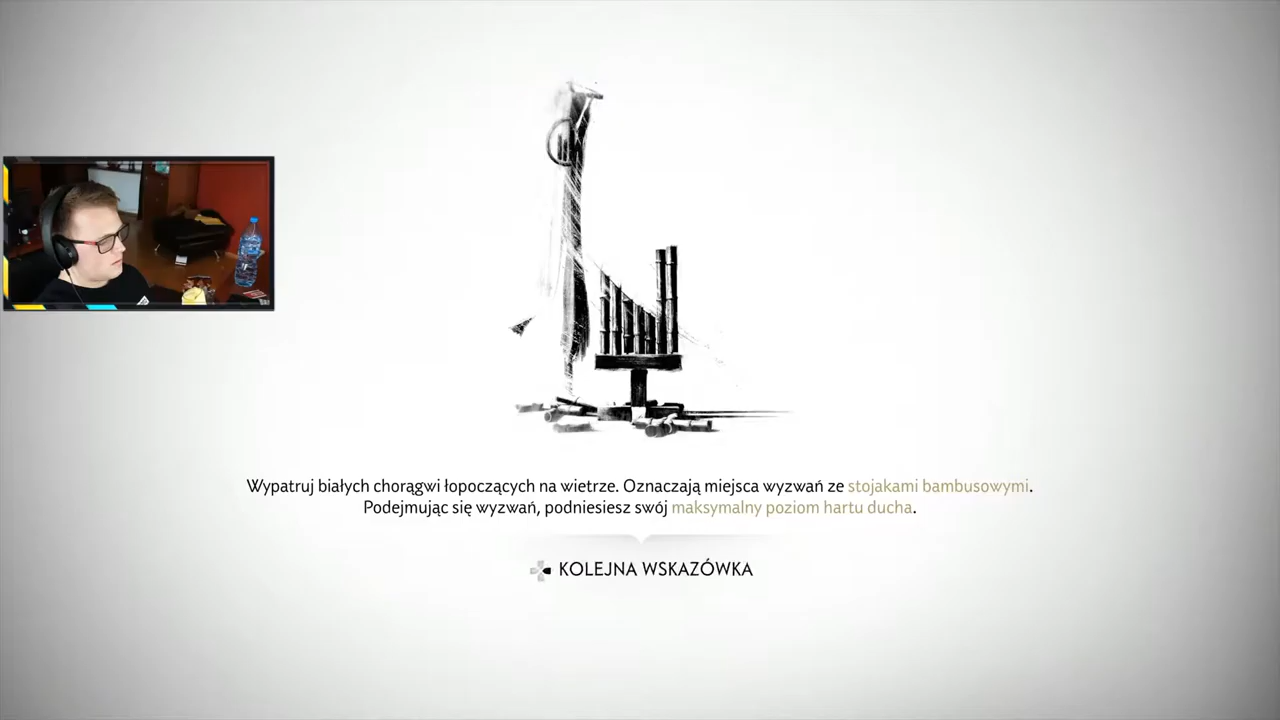 Wypatruj białych chorągwi łopoczących na wietrze. Oznaczają miejsca wyzwań ze stojakami bambusowymi.
Podejmując się wyzwań, podniesiesz swój maksymalny poziom hartu ducha.
KOLEJNA WSKAZÓWKA